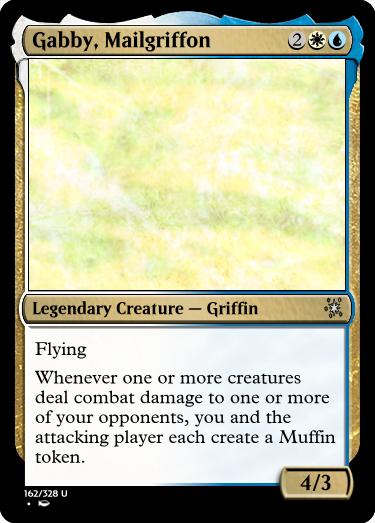 Gabby, Mailgriffon 2
Legendary Creature — Griffin
Flying
Whenever one or more creatures
deal combat damage to one or more
of your opponents, you and the
attacking player each create a Muffin
token.
4/3
162/328 U